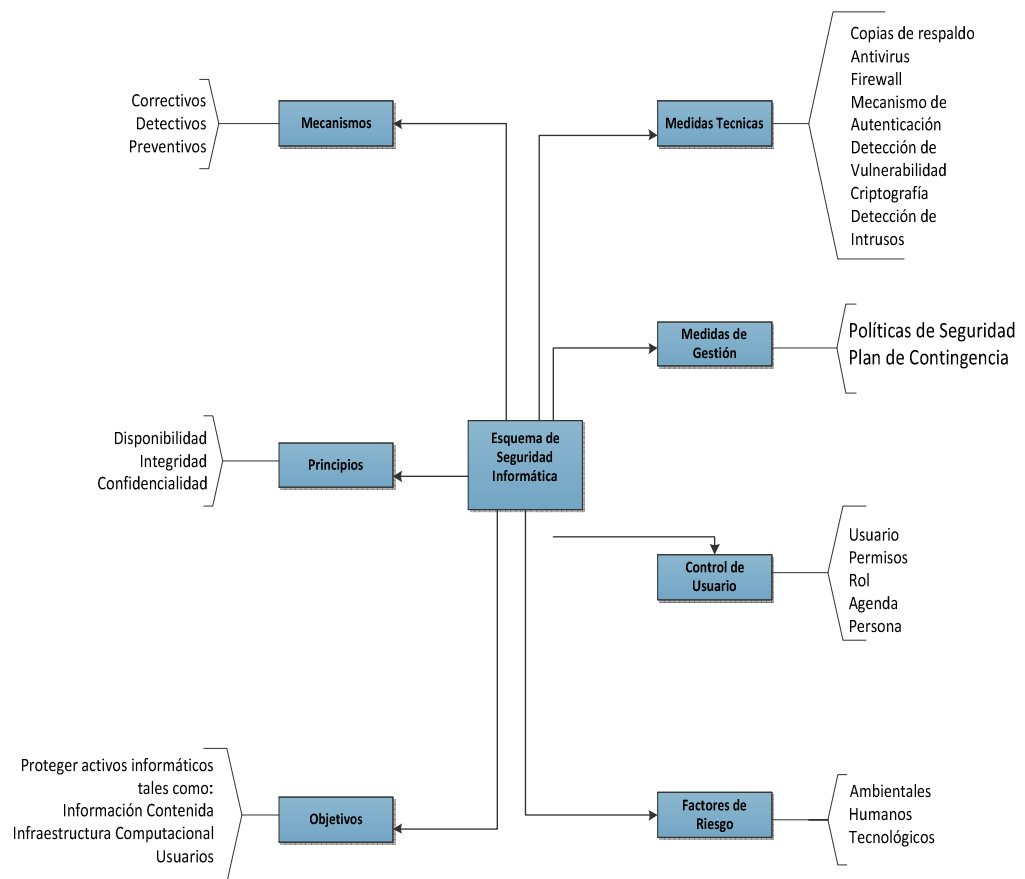 Correctivos
Detectivos
Preventivos
Mecanismos
Medidas Tecnicas
Copias de respaldo
Antivirus
Firewall
Mecanismo de
Autenticación
Detección de
Vulnerabilidad
Criptografía
Detección de
Intrusos
Medidas de
Gestión
Políticas de Seguridad
Plan de Contingencia
Disponibilidad
Integridad
Confidencialidad
Principios
Esquema de
Seguridad
Informática
Control de
Usuario
Usuario
Permisos
Rol
Agenda
Persona
Proteger activos informáticos
tales como:
Información Contenida
Infraestructura Computacional
Usuarios
Objetivos
Factores de
Riesgo
Ambientales
Humanos
Tecnológicos